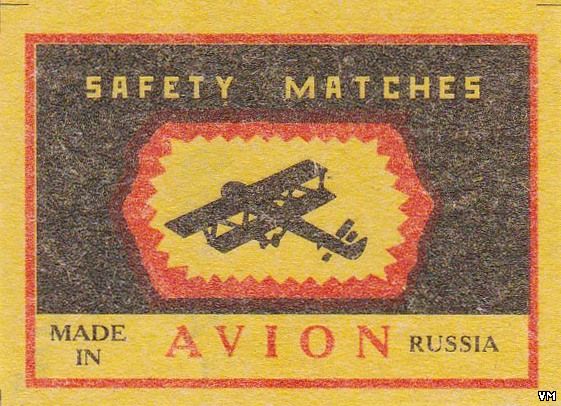 SAFETY MATCHES
MADE IN AVION RUSSIA
VM